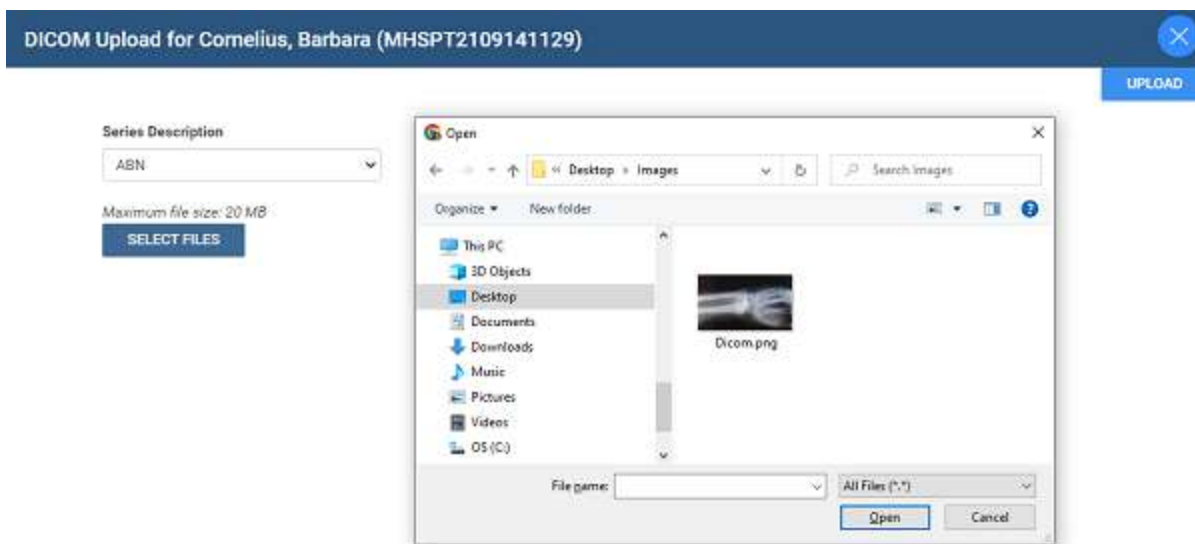 DICOM Upload for Cornelius, Barbara (MHSPT2109141129)
UPLOAD
Series Description
ABN
Maximum file size: 20 MB
SELECT FILES
Open
« Desktop › Images
Search Images
Organize
New folder
This PC
3D Objects
Desktop
Documents
Downloads
Music
Pictures
Videos
OS (C:)
Dicom.png
File name:
All Files (*.*)
Open
Cancel